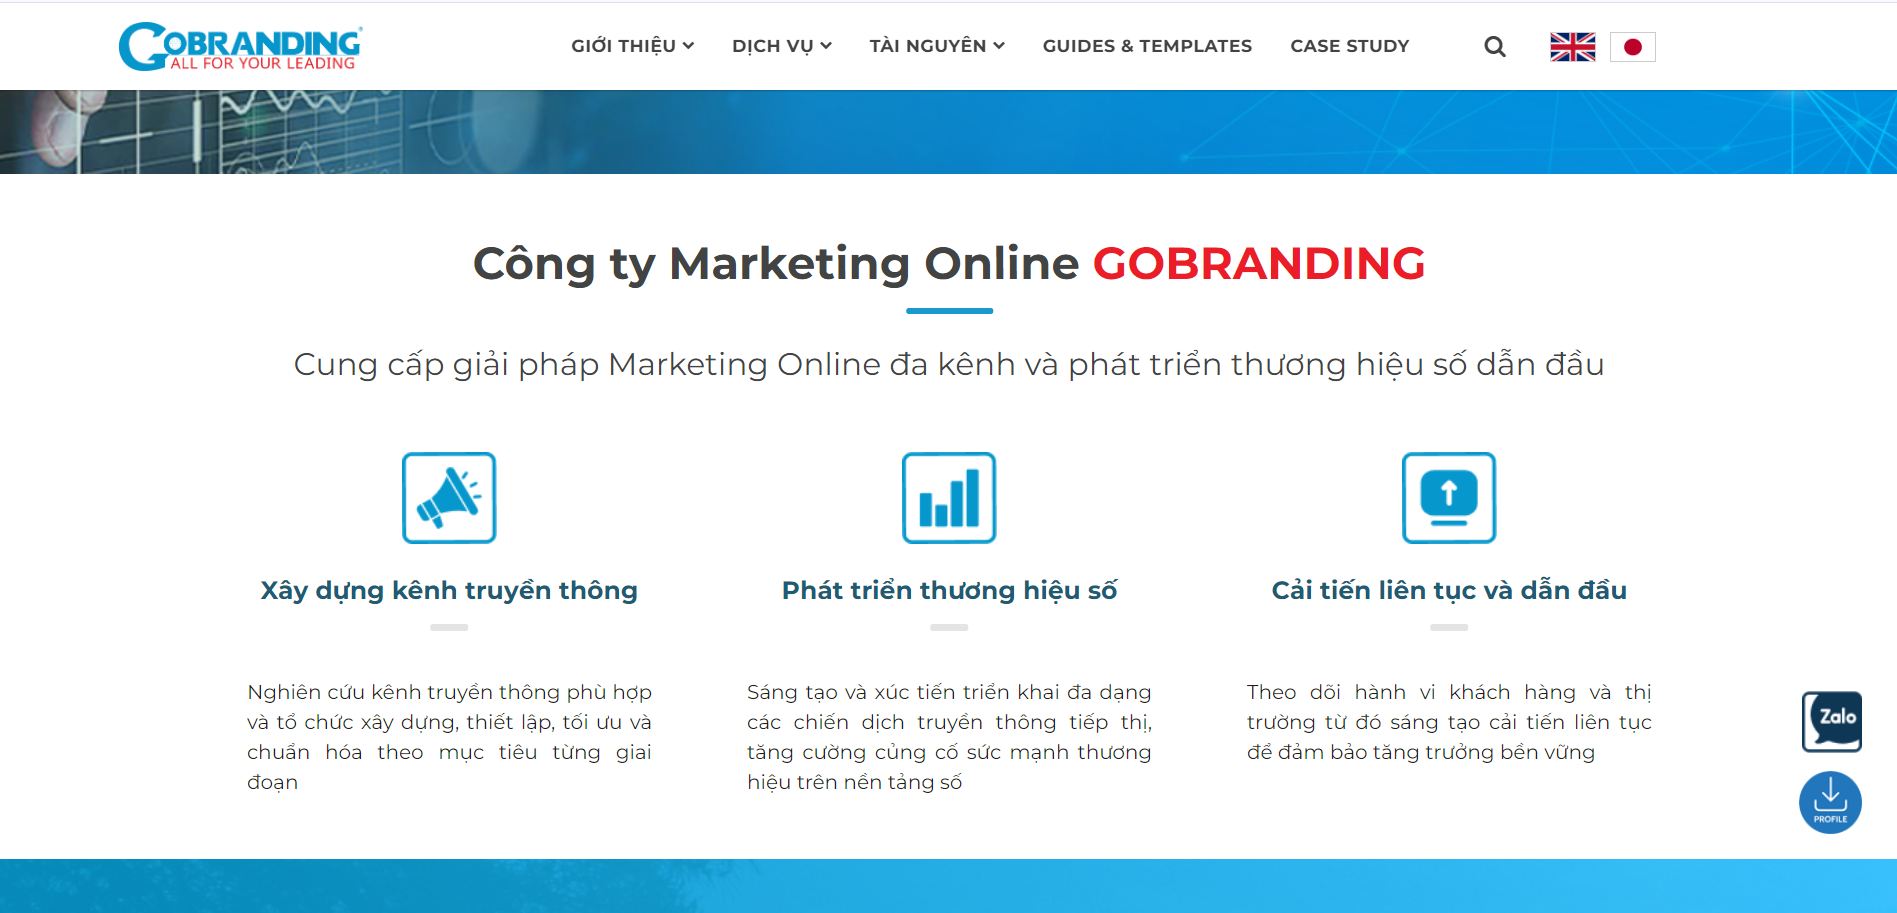 GOBRANDING
ALL FOR YOUR LEADING
GIỚI THIỆU DỊCH VỤ TÀI NGUYÊN GUIDES & TEMPLATES CASE STUDY
Công ty Marketing Online GOBRANDING
Cung cấp giải pháp Marketing Online đa kênh và phát triển thương hiệu số dẫn đầu
Xây dựng kênh truyền thông
Nghiên cứu kênh truyền thông phù hợp
và tổ chức xây dựng, thiết lập, tối ưu và
chuẩn hóa theo mục tiêu từng giai
đoạn
Phát triển thương hiệu số
Sáng tạo và xúc tiến triển khai đa dạng
các chiến dịch truyền thông tiếp thị,
tăng cường củng cố sức mạnh thương
hiệu trên nền tảng số
Cải tiến liên tục và dẫn đầu
Theo dõi hành vi khách hàng và thị
trường từ đó sáng tạo cải tiến liên tục
để đảm bảo tăng trưởng bền vững
Zalo
PROFILE